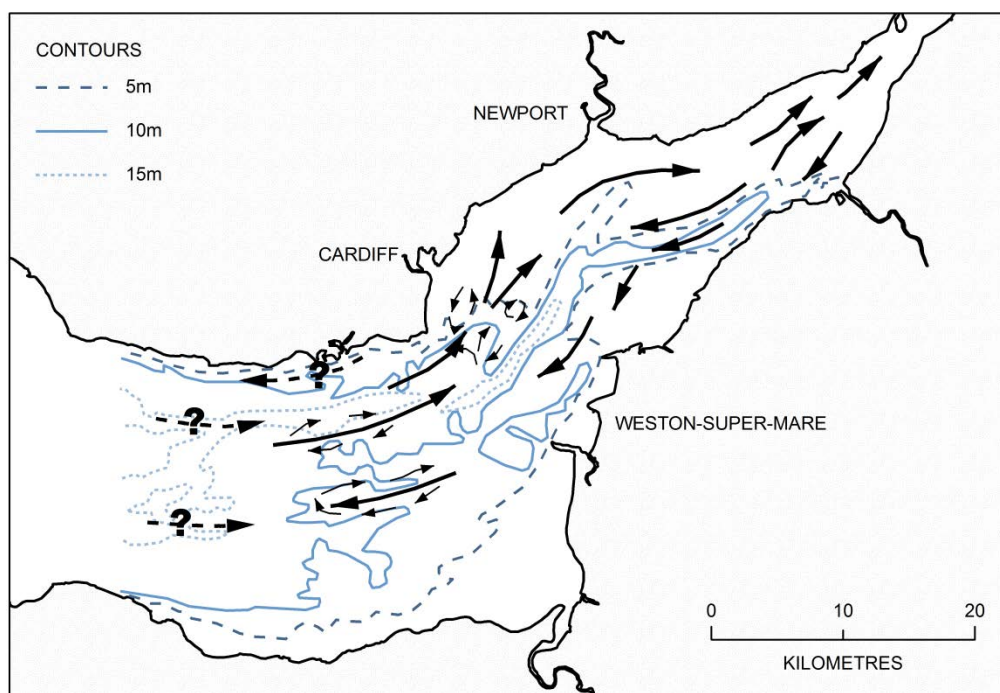 CONTOURS
5m
10m
15m
NEWPORT
CARDIFF
?
?
WESTON-SUPER-MARE
?
0 10 20
KILOMETRES